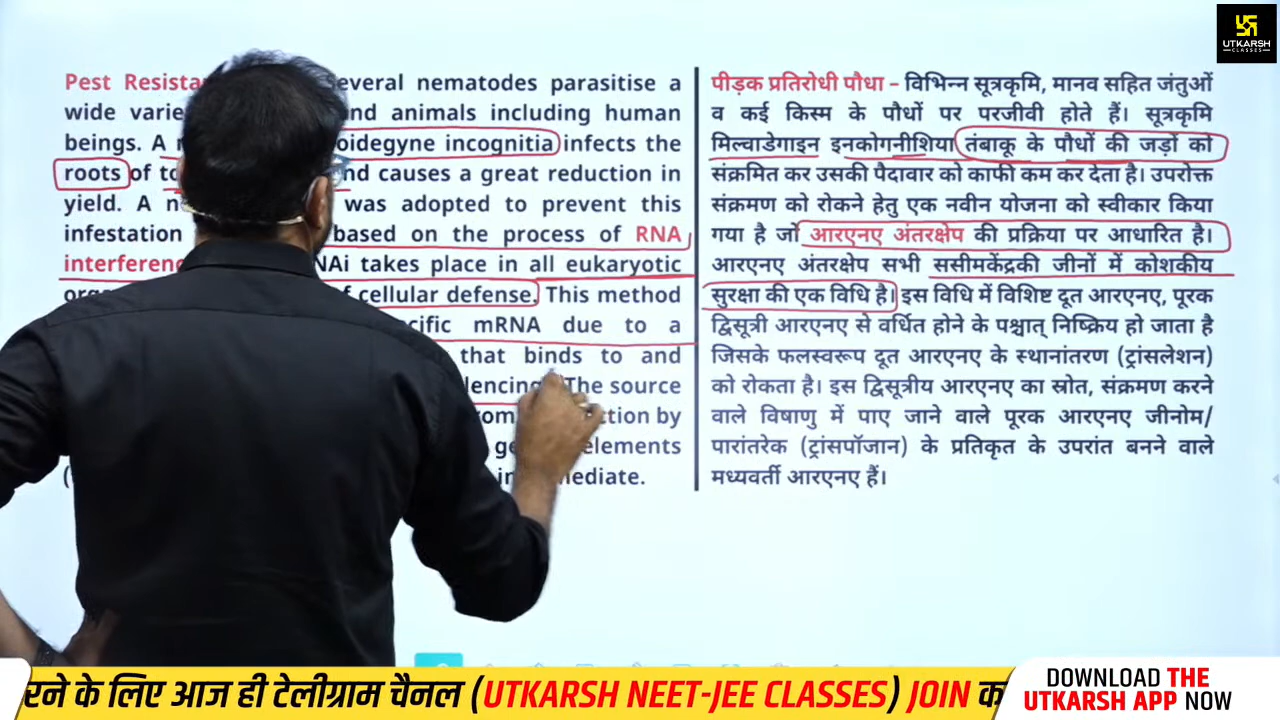 UTKARSH
CLASSES
Pest everal nematodes parasitise a
wide nd animals including human
beings. A oidegyne incognitia infects the
roots of nd causes a great reduction in
yield. A was adopted to prevent this
infestation based on the process of RNA
NAi takes place in all eukaryotic
f cellular defense. This method
cific mRNA due to a
that binds to and
lencing The source
by
elements
पीड़क प्रतिरोधी पौधा – विभिन्न सूत्रकृमि, मानव सहित जंतुओं
व कई किस्म के पौधों पर परजीवी होते हैं। सूत्रकृमि
मिल्वाडेगाइन इनकोगनीशिया तंबाकू के पौधों की जड़ों को
संक्रमित कर उसकी पैदावार को काफी कम कर देता है। उपरोक्त
संक्रमण को रोकने हेतु एक नवीन योजना को स्वीकार किया
गया है जो आरएनए अंतरक्षेप की प्रक्रिया पर आधारित है।
आरएनए अंतरक्षेप सभी ससीमकेंद्रकी जीनों में कोशकीय
सुरक्षा की एक विधि है। इस विधि में विशिष्ट दूत आरएनए, पूरक
द्विसूत्री आरएनए से वर्धित होने के पश्चात् निष्क्रिय हो जाता है
जिसके फलस्वरूप दूत आरएनए के स्थानांतरण (ट्रांसलेशन)
को रोकता है। इस द्विसूत्रीय आरएनए का स्रोत, संक्रमण करने
वाले विषाणु में पाए जाने वाले पूरक आरएनए जीनोम/
पारांतरेक (ट्रांसपॉजान) के प्रतिकृत के उपरांत बनने वाले
मध्यवर्ती आरएनए हैं।
रने के लिए आज ही टेलीग्राम चैनल (UTKARSH NEET-JEE CLASSES) JOIN क
DOWNLOAD THE
UTKARSH APP NOW